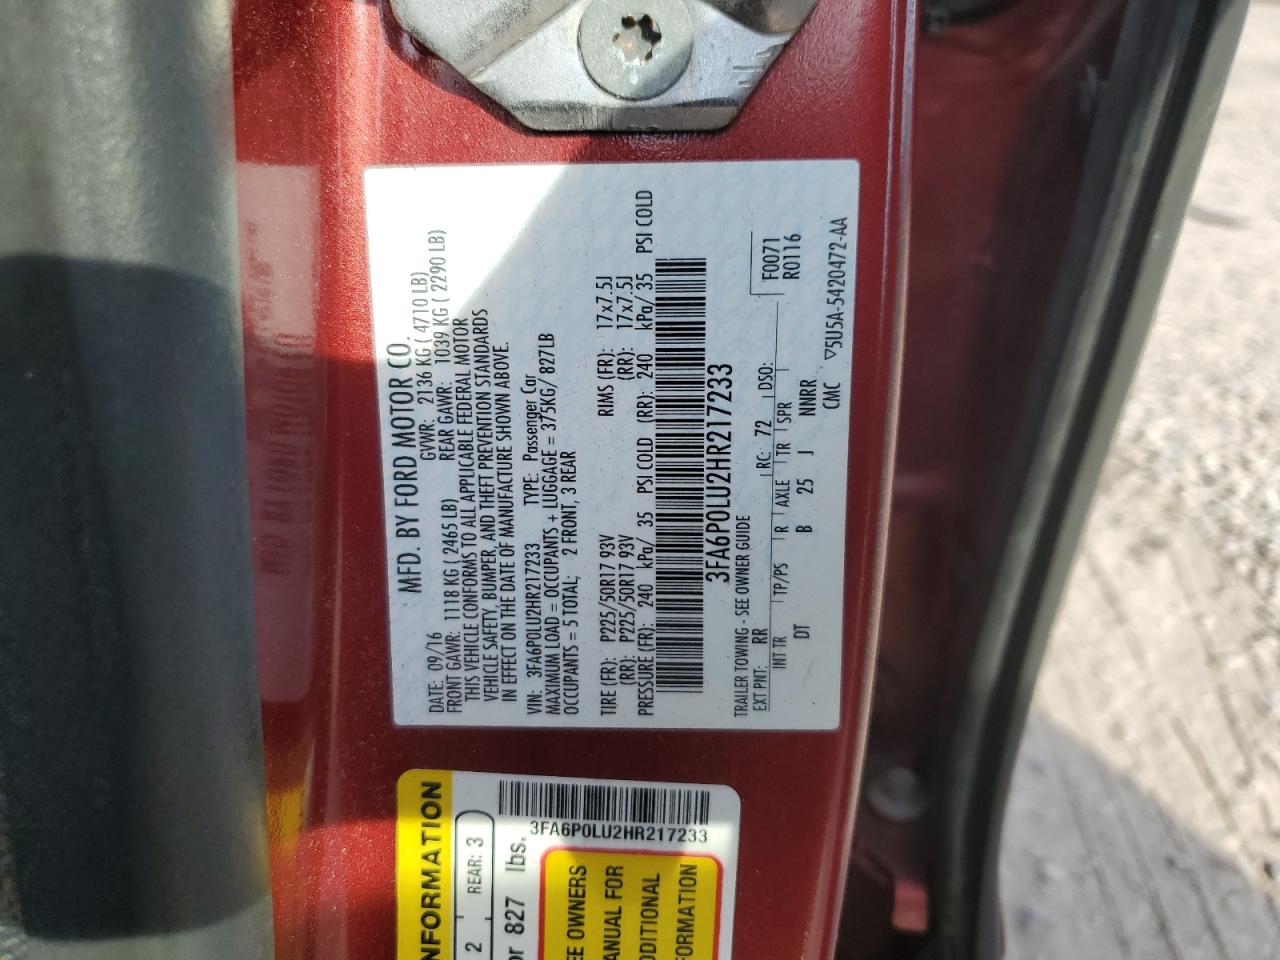 MFD. BY FORD MOTOR CO.
DATE: 09/16 GVWR: 2136 KG ( 4710 LB)
FRONT GAWR: 1118 KG ( 2465 LB) REAR GAWR: 1039 KG ( 2290 LB)
THIS VEHICLE CONFORMS TO ALL APPLICABLE FEDERAL MOTOR
VEHICLE SAFETY, BUMPER, AND THEFT PREVENTION STANDARDS
IN EFFECT ON THE DATE OF MANUFACTURE SHOWN ABOVE.
VIN: 3FA6P0LU2HR217233 TYPE: Passenger Car
MAXIMUM LOAD = OCCUPANTS + LUGGAGE = 375KG/ 827LB
OCCUPANTS = 5 TOTAL; 2 FRONT, 3 REAR
TIRE (FR): P225/50R17 93V RIMS (FR): 17x7.5J
(RR): P225/50R17 93V (RR): 17x7.5J
PRESSURE (FR): 240 kPa/ 35 PSI COLD (RR): 240 kPa/ 35 PSI COLD
3FA6P0LU2HR217233
TRAILER TOWING - SEE OWNER GUIDE
EXT PNT: RR RC: 72 DSO:
F0071
R0116
INT TR TP/PS R AXLE TR SPR
DT B 25 J NNRR
CMC ▽5U5A-5420472-AA
NFORMATION
2 REAR: 3
or 827 lbs.
3FA6P0LU2HR217233
EE OWNERS
ANUAL FOR
DDITIONAL
FORMATION